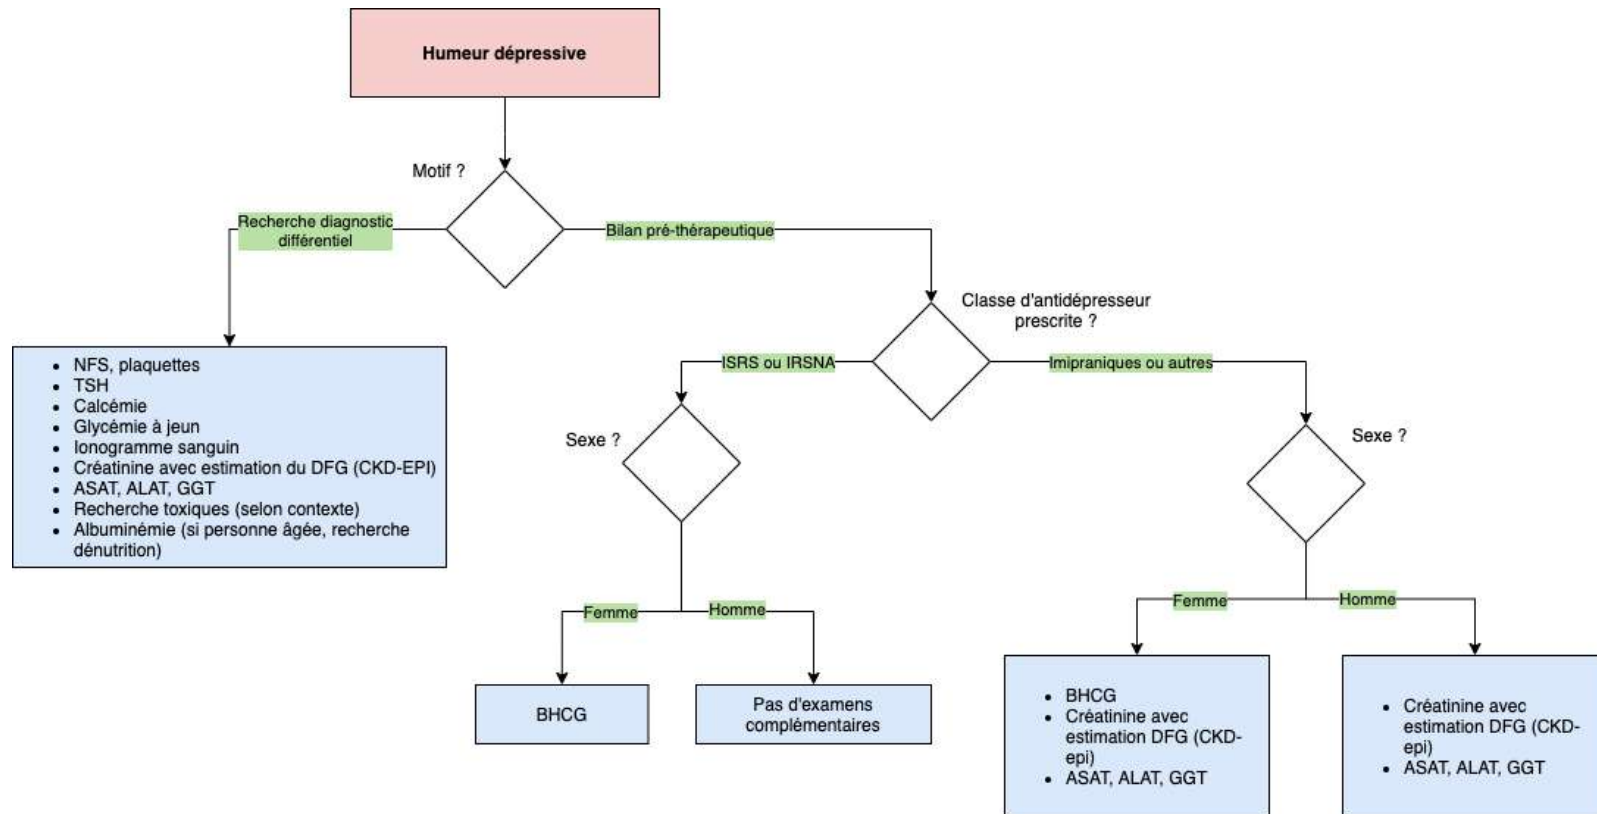 Humeur dépressive
Motif ?
Recherche diagnostic
différentiel
Bilan pré-thérapeutique
Classe d'antidépresseur
prescrite ?
• NFS, plaquettes
• TSH
• Calcémie
• Glycémie à jeun
• Ionogramme sanguin
• Créatinine avec estimation du DFG (CKD-EPI)
• ASAT, ALAT, GGT
• Recherche toxiques (selon contexte)
• Albuminémie (si personne âgée, recherche
dénutrition)
ISRS ou IRSNA
Imipraniques ou autres
Sexe ?
Sexe ?
Femme
Homme
Femme
Homme
BHCG
Pas d'examens
complémentaires
• BHCG
• Créatinine avec
estimation DFG (CKD-
epi)
• ASAT, ALAT, GGT
• Créatinine avec
estimation DFG (CKD-
epi)
• ASAT, ALAT, GGT